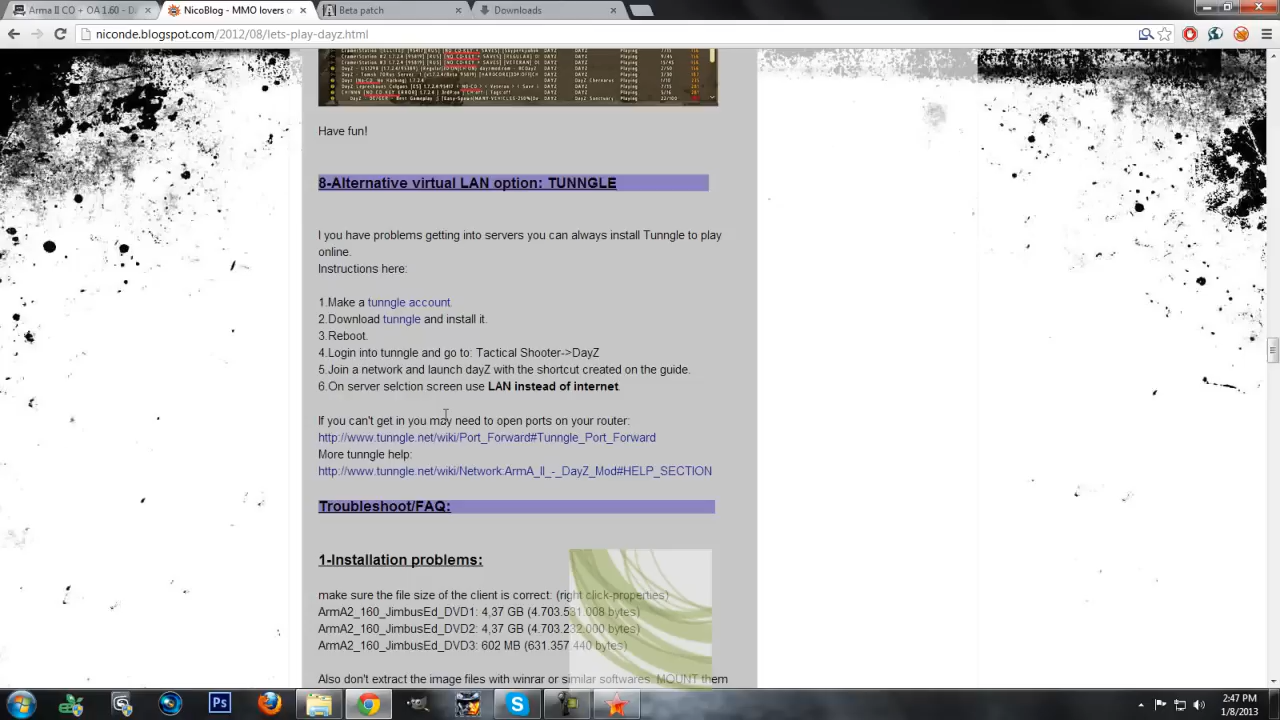 Arma II CO + OA 1.60 - Da
NicoBlog - MMO lovers o
Beta patch
Downloads
niconde.blogspot.com/2012/08/lets-play-dayz.html
Have fun!
8-Alternative virtual LAN option: TUNNGLE
I you have problems getting into servers you can always install Tunngle to play
online.
Instructions here:
1.Make a tunngle account.
2.Download tunngle and install it.
3.Reboot.
4.Login into tunngle and go to: Tactical Shooter->DayZ
5.Join a network and launch dayZ with the shortcut created on the guide.
6.On server selction screen use LAN instead of internet.
If you can't get in you may need to open ports on your router:
http://www.tunngle.net/wiki/Port_Forward#Tunngle_Port_Forward
More tunngle help:
http://www.tunngle.net/wiki/Network:ArmA_II_-_DayZ_Mod#HELP_SECTION
Troubleshoot/FAQ:
1-Installation problems:
make sure the file size of the client is correct: (right click-properties)
ArmA2_160_JimbusEd_DVD1: 4,37 GB (4.703.531.008 bytes)
ArmA2_160_JimbusEd_DVD2: 4,37 GB (4.703.232.000 bytes)
ArmA2_160_JimbusEd_DVD3: 602 MB (631.357.440 bytes)
Also don't extract the image files with winrar or similar softwares. MOUNT them
Ps
2:47 PM
1/8/2013